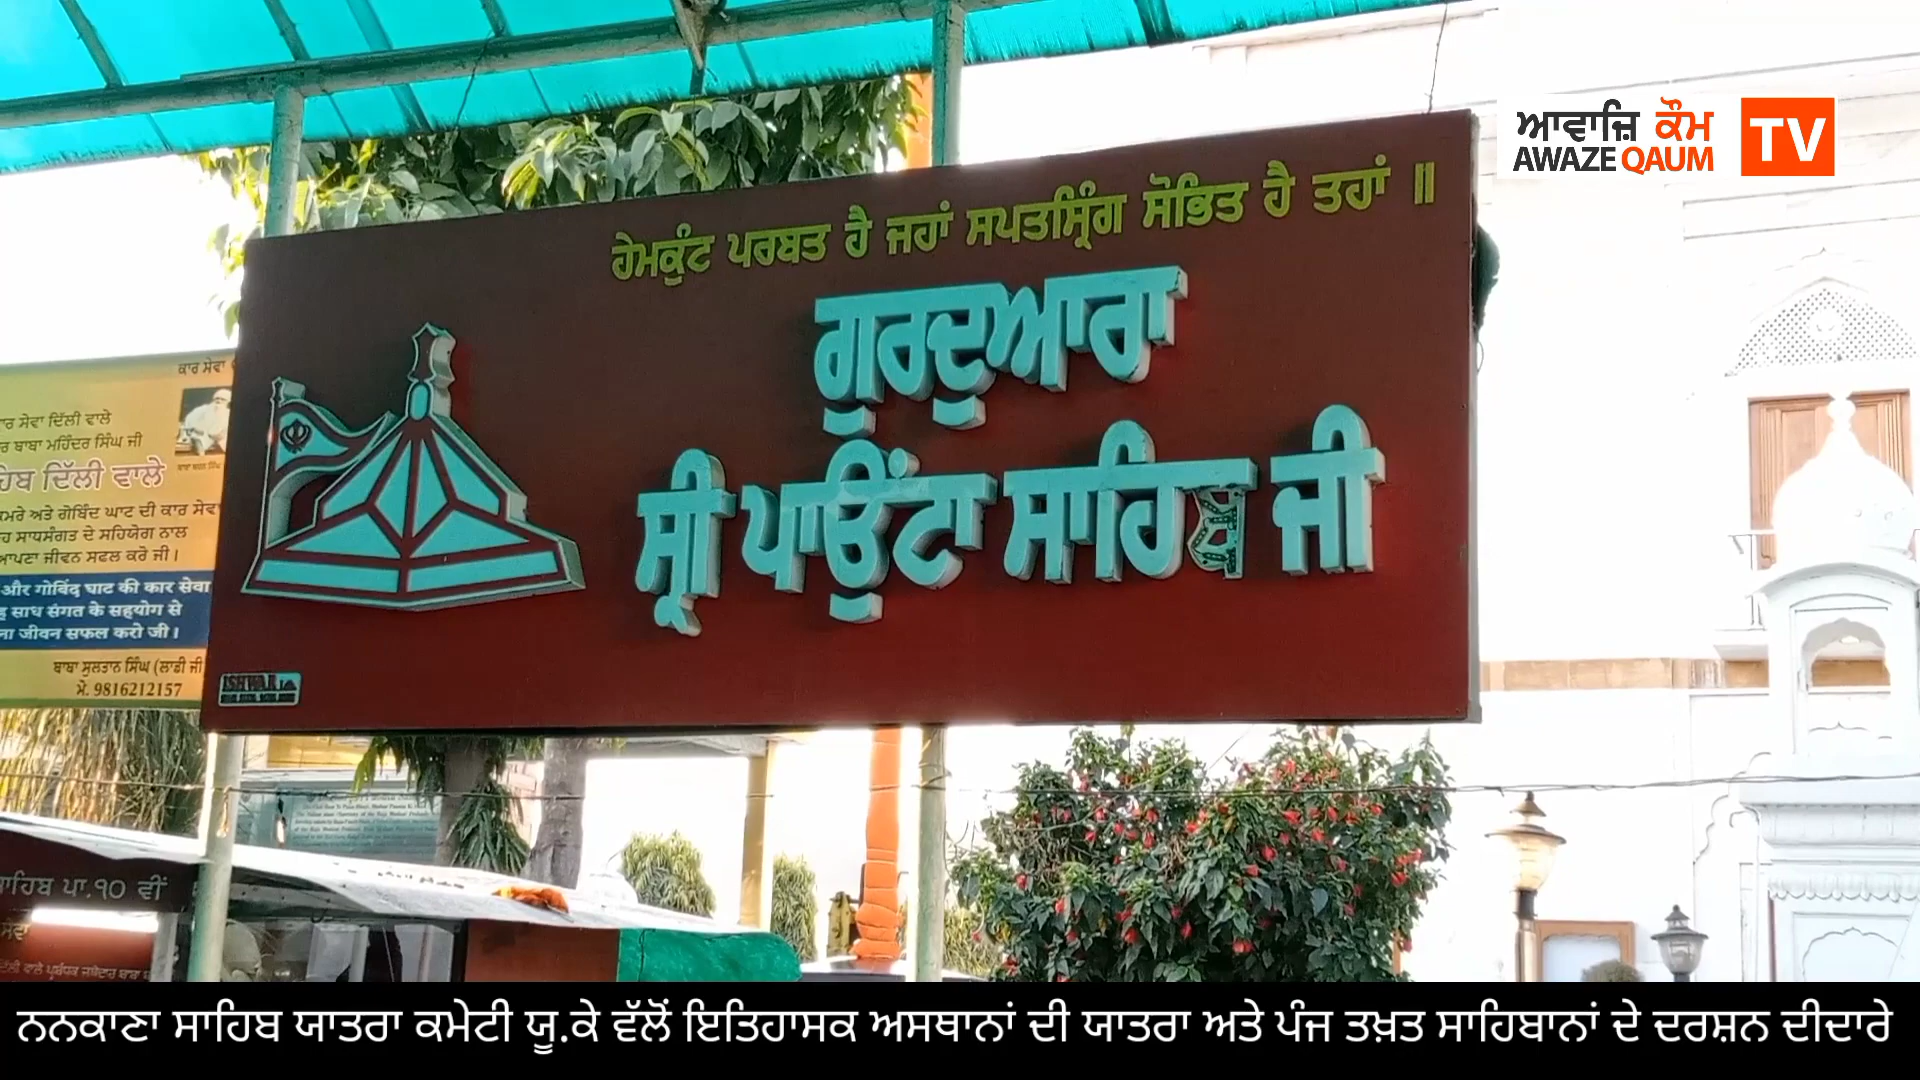 ਆਵਾਜ਼ਿ ਕੌਮ
AWAZE QAUM
TV
ਹੇਮਕੁੰਟ ਪਰਬਤ ਹੈ ਜਹਾਂ ਸਪਤਸ੍ਰਿੰਗ ਸੋਭਿਤ ਹੈ ਤਹਾਂ ॥
ਗੁਰਦੁਆਰਾ
ਸ੍ਰੀ ਪਾਉਂਟਾ ਸਾਹਿਬ ਜੀ
ISHWAR
ਕਾਰ ਸੇਵਾ
ਸੇਵਾ ਦਿੱਲੀ ਵਾਲੇ
ਬਾਬਾ ਮਹਿੰਦਰ ਸਿੰਘ ਜੀ
ਦਿੱਲੀ ਵਾਲੇ
ਅਤੇ ਗੋਬਿੰਦ ਘਾਟ ਦੀ ਕਾਰ ਸੇਵਾ
ਸਾਧਸੰਗਤ ਦੇ ਸਹਿਯੋਗ ਨਾਲ
ਆਪਣਾ ਜੀਵਨ ਸਫਲ ਕਰੋ ਜੀ।
और गोबिंद घाट की कार सेवा
साध संगत के सहयोग से
जीवन सफल करो जी।
ਬਾਬਾ ਸੁਲਤਾਨ ਸਿੰਘ (ਲਾਡੀ ਜੀ
ਮੋ. 9816212157
ਪਾ.੧੦ ਵੀਂ
ਸੇਵਾ
ਨਨਕਾਣਾ ਸਾਹਿਬ ਯਾਤਰਾ ਕਮੇਟੀ ਯੂ.ਕੇ ਵੱਲੋਂ ਇਤਿਹਾਸਕ ਅਸਥਾਨਾਂ ਦੀ ਯਾਤਰਾ ਅਤੇ ਪੰਜ ਤਖ਼ਤ ਸਾਹਿਬਾਨਾਂ ਦੇ ਦਰਸ਼ਨ ਦੀਦਾਰੇ